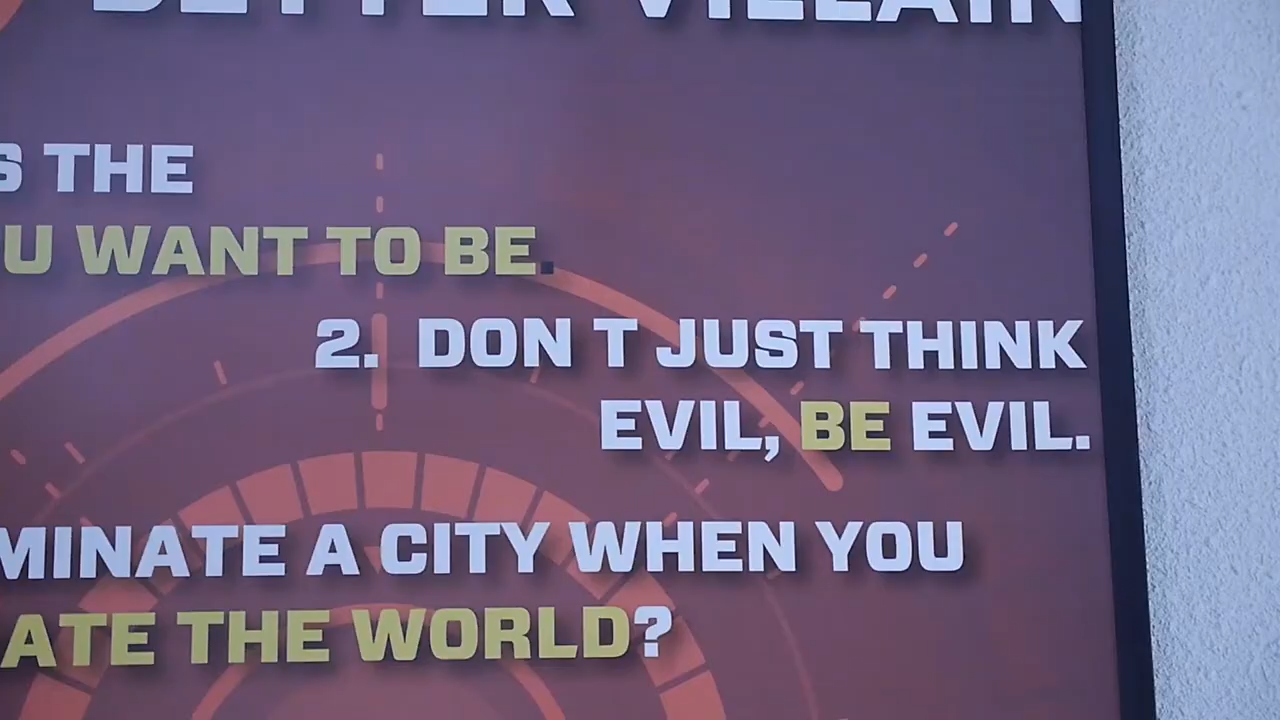 BETTER VILLAIN
S THE
U WANT TO BE.
2. DON T JUST THINK
EVIL, BE EVIL.
MINATE A CITY WHEN YOU
ATE THE WORLD?